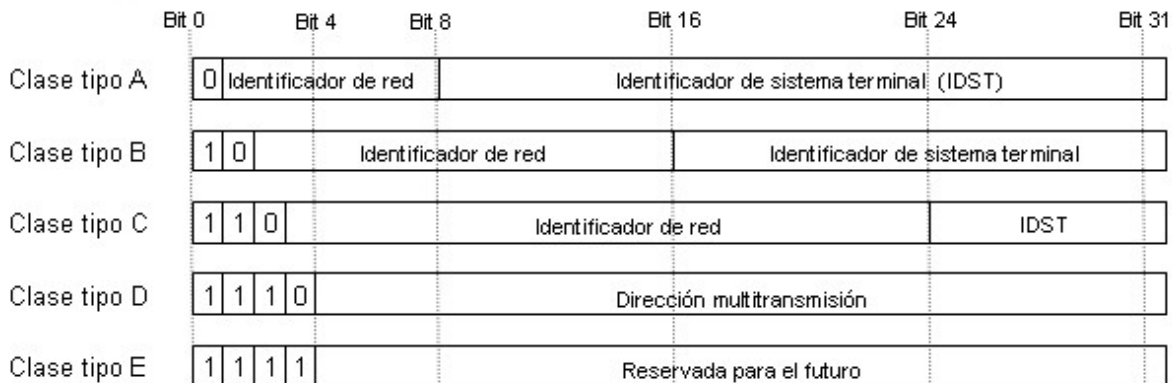 Bit 0 Bit 4 Bit 8 Bit 16 Bit 24 Bit 31
Clase tipo A 0 Identificador de red Identificador de sistema terminal (IDST)
Clase tipo B 1 0 Identificador de red Identificador de sistema terminal
Clase tipo C 1 1 0 Identificador de red IDST
Clase tipo D 1 1 1 0 Dirección multitransmisión
Clase tipo E 1 1 1 1 Reservada para el futuro